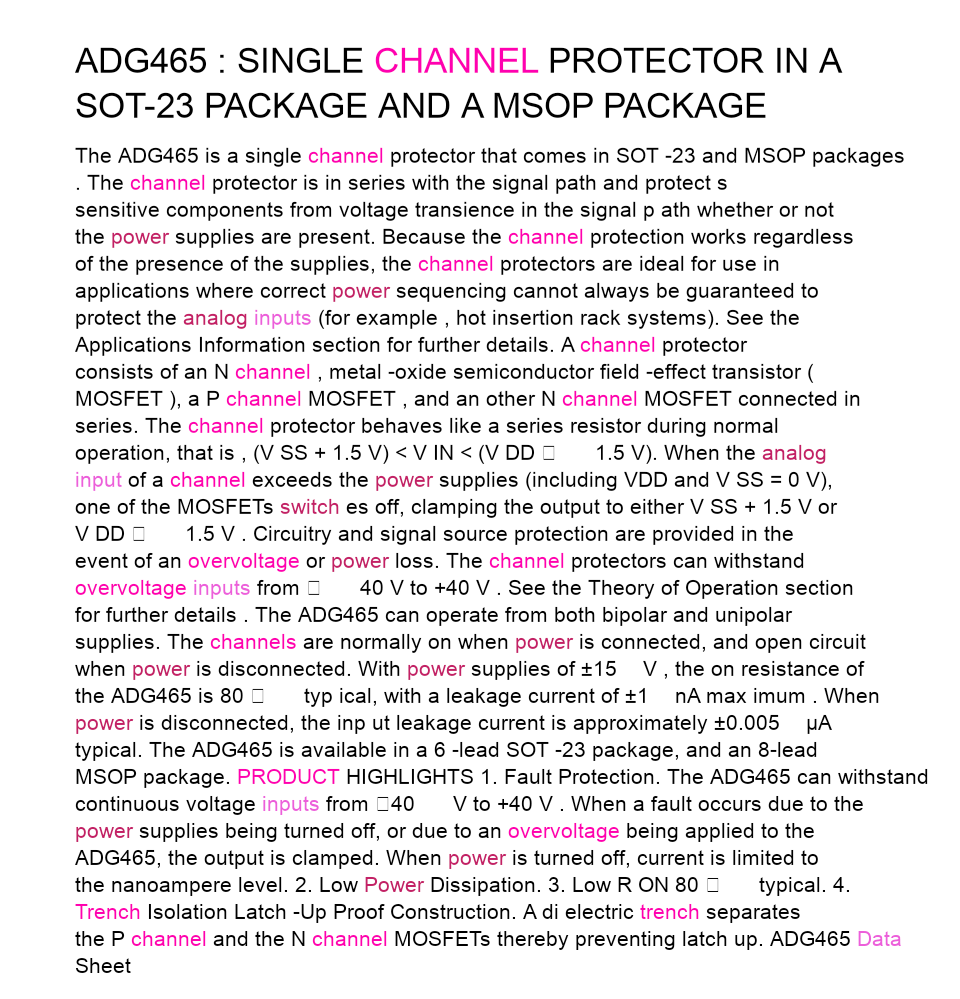 ADG465 : SINGLE CHANNEL PROTECTOR IN A
SOT-23 PACKAGE AND A MSOP PACKAGE
The ADG465 is a single channel protector that comes in SOT -23 and MSOP packages
. The channel protector is in series with the signal path and protect s
sensitive components from voltage transience in the signal p ath whether or not
the power supplies are present. Because the channel protection works regardless
of the presence of the supplies, the channel protectors are ideal for use in
applications where correct power sequencing cannot always be guaranteed to
protect the analog inputs (for example , hot insertion rack systems). See the
Applications Information section for further details. A channel protector
consists of an N channel , metal -oxide semiconductor field -effect transistor (
MOSFET ), a P channel MOSFET , and an other N channel MOSFET connected in
series. The channel protector behaves like a series resistor during normal
operation, that is , (V SS + 1.5 V) < V IN < (V DD □ 1.5 V). When the analog
input of a channel exceeds the power supplies (including VDD and V SS = 0 V),
one of the MOSFETs switch es off, clamping the output to either V SS + 1.5 V or
V DD □ 1.5 V . Circuitry and signal source protection are provided in the
event of an overvoltage or power loss. The channel protectors can withstand
overvoltage inputs from □ 40 V to +40 V . See the Theory of Operation section
for further details . The ADG465 can operate from both bipolar and unipolar
supplies. The channels are normally on when power is connected, and open circuit
when power is disconnected. With power supplies of ±15 V , the on resistance of
the ADG465 is 80 □ typ ical, with a leakage current of ±1 nA max imum . When
power is disconnected, the inp ut leakage current is approximately ±0.005 μA
typical. The ADG465 is available in a 6 -lead SOT -23 package, and an 8-lead
MSOP package. PRODUCT HIGHLIGHTS 1. Fault Protection. The ADG465 can withstand
continuous voltage inputs from □40 V to +40 V . When a fault occurs due to the
power supplies being turned off, or due to an overvoltage being applied to the
ADG465, the output is clamped. When power is turned off, current is limited to
the nanoampere level. 2. Low Power Dissipation. 3. Low R ON 80 □ typical. 4.
Trench Isolation Latch -Up Proof Construction. A di electric trench separates
the P channel and the N channel MOSFETs thereby preventing latch up. ADG465 Data
Sheet